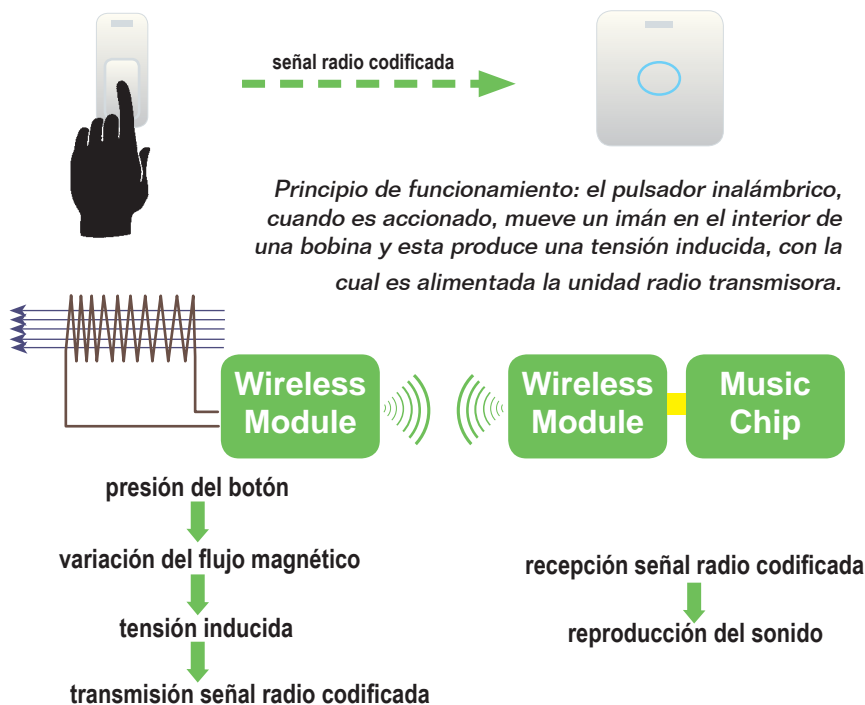 señal radio codificada
Principio de funcionamiento: el pulsador inalámbrico,
cuando es accionado, mueve un imán en el interior de
una bobina y esta produce una tensión inducida, con la
cual es alimentada la unidad radio transmisora.
Wireless
Module
Wireless
Module
Music
Chip
presión del botón
variación del flujo magnético
tensión inducida
transmisión señal radio codificada
recepción señal radio codificada
reproducción del sonido